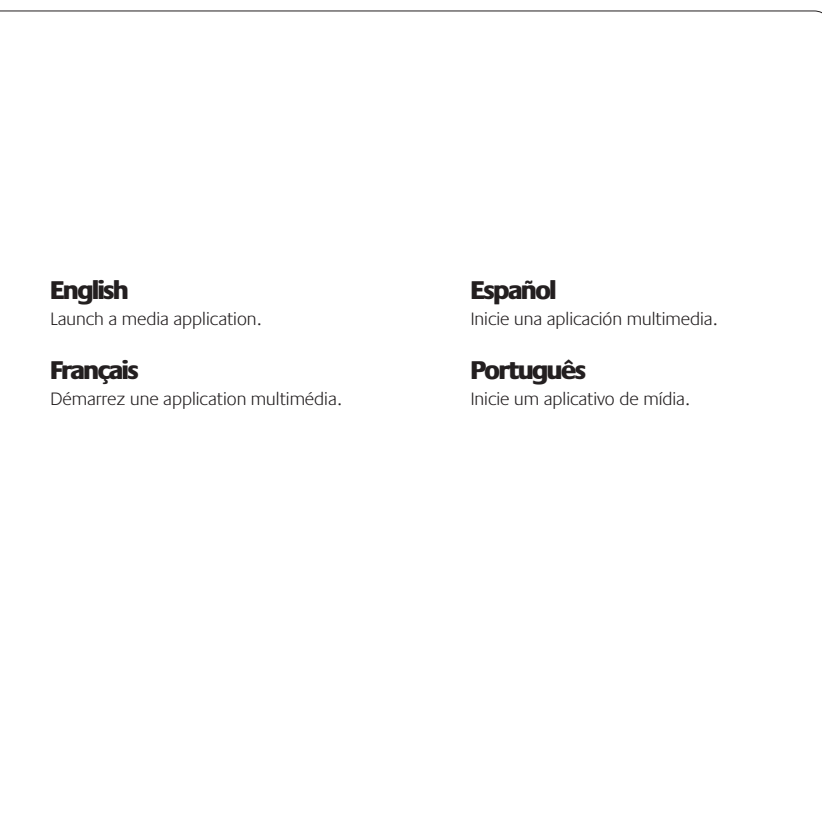 English
Launch a media application.
Français
Démarrez une application multimédia.
Español
Inicie una aplicación multimedia.
Português
Inicie um aplicativo de mídia.